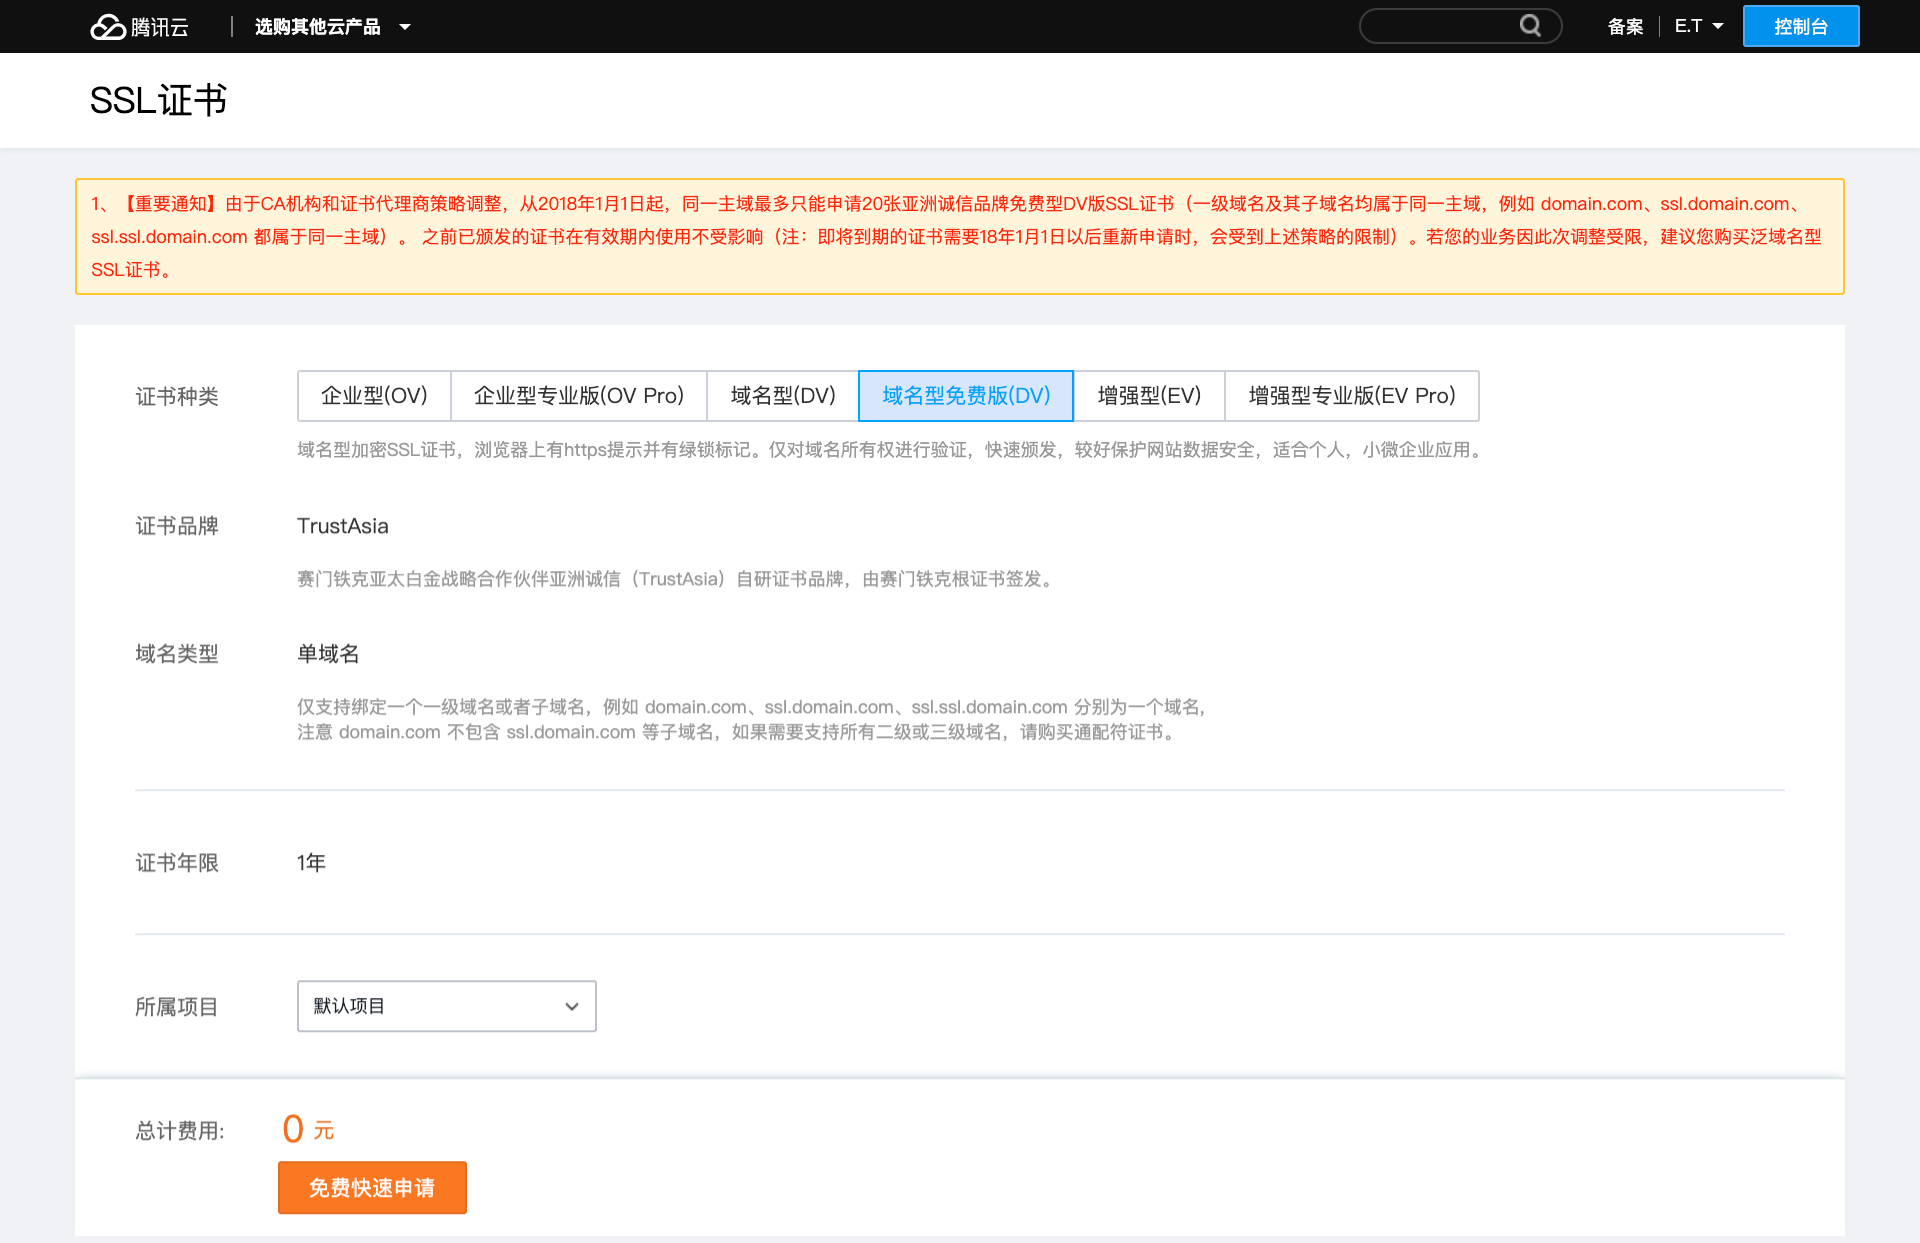 腾讯云 选购其他云产品 备案 E.T 控制台
SSL证书
1、【重要通知】由于CA机构和证书代理商策略调整，从2018年1月1日起，同一主域最多只能申请20张亚洲诚信品牌免费型DV版SSL证书（一级域名及其子域名均属于同一主域，例如 domain.com、ssl.domain.com、
ssl.ssl.domain.com 都属于同一主域）。 之前已颁发的证书在有效期内使用不受影响（注：即将到期的证书需要18年1月1日以后重新申请时，会受到上述策略的限制）。若您的业务因此次调整受限，建议您购买泛域名型
SSL证书。
证书种类 企业型(OV) 企业型专业版(OV Pro) 域名型(DV) 域名型免费版(DV) 增强型(EV) 增强型专业版(EV Pro)
域名型加密SSL证书，浏览器上有https提示并有绿锁标记。仅对域名所有权进行验证，快速颁发，较好保护网站数据安全，适合个人，小微企业应用。
证书品牌 TrustAsia
赛门铁克亚太白金战略合作伙伴亚洲诚信（TrustAsia）自研证书品牌，由赛门铁克根证书签发。
域名类型 单域名
仅支持绑定一个一级域名或者子域名，例如 domain.com、ssl.domain.com、ssl.ssl.domain.com 分别为一个域名，
注意 domain.com 不包含 ssl.domain.com 等子域名，如果需要支持所有二级或三级域名，请购买通配符证书。
证书年限 1年
所属项目 默认项目
总计费用: 0 元
免费快速申请